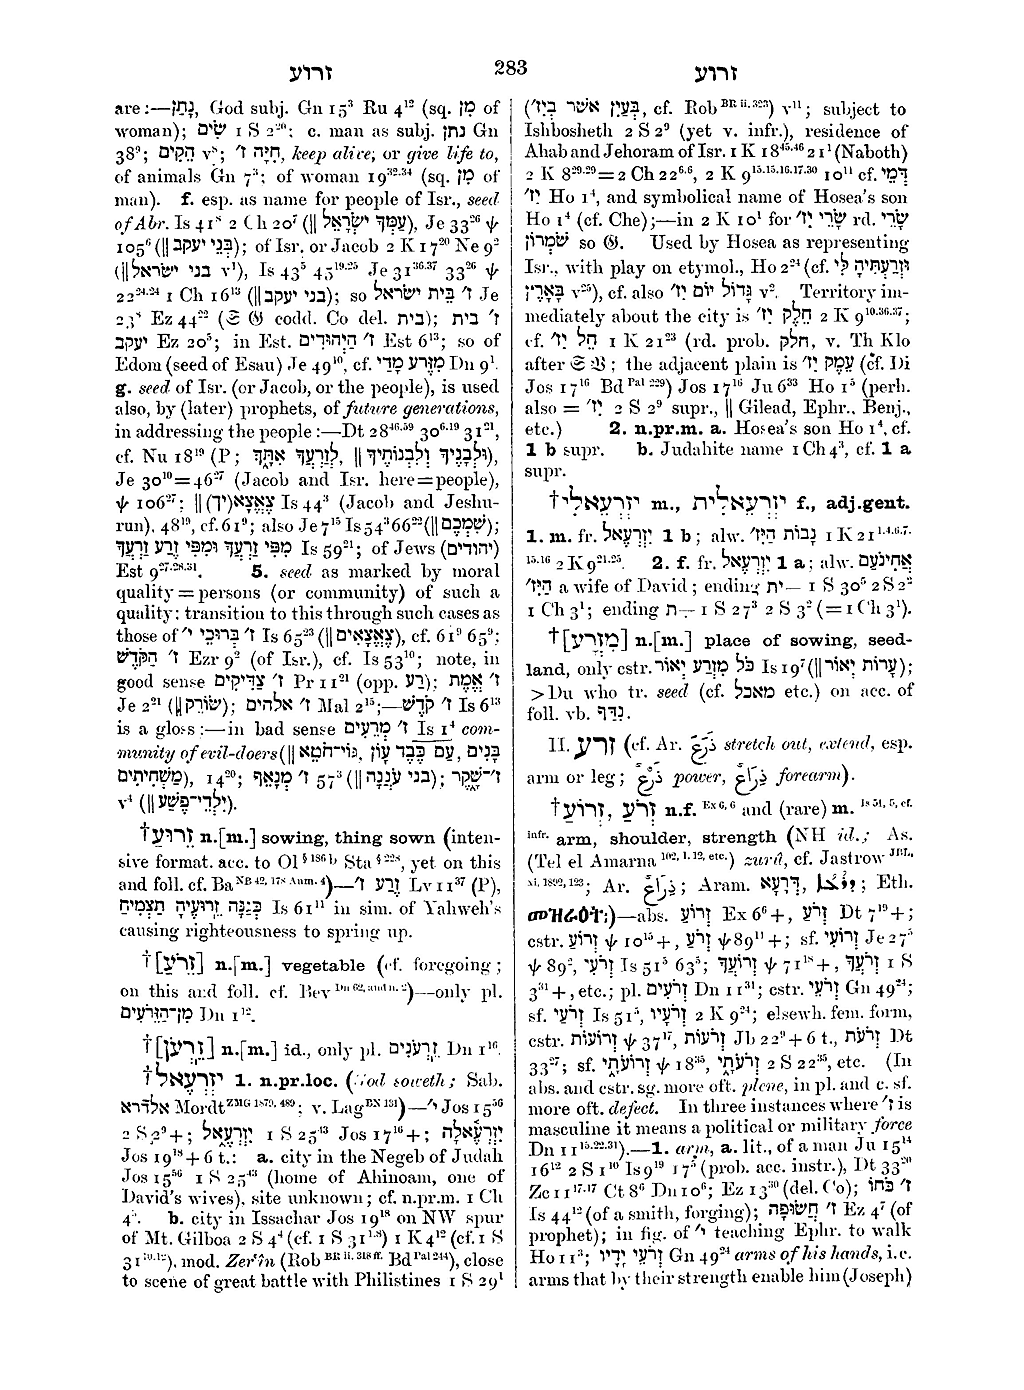 זרוע 283 זרוע
are:—נָתַן, God subj. Gn 15³ Ru 4¹² (sq. מִן of
woman); שִׂים 1 S 2²⁰: c. man as subj. נתן Gn
38⁹; הֵקִים v⁸; חִיָּה ז׳, keep alive; or give life to,
of animals Gn 7³; of woman 19³²·³⁴ (sq. מִן of
man). f. esp. as name for people of Isr., seed
of Abr. Is 41⁸ 2 Ch 20⁷ (|| עַמְּךָ יִשְׂרָאֵל), Je 33²⁶ ψ
105⁶ (|| בְּנֵי יעקב); of Isr. or Jacob 2 K 17²⁰ Ne 9²
(|| בני ישׂראל v¹), Is 43⁵ 45¹⁹·²⁵ Je 31³⁶·³⁷ 33²⁶ ψ
22²⁴·²⁴ 1 Ch 16¹³ (|| בני יעקב); so ז׳ בֵּית ישׂראל Je
23⁸ Ez 44²² (𝔖 𝔊 codd. Co del. בית); ז׳ בית
יעקב Ez 20⁵; in Est. ז׳ הַיְּהוּדִים Est 6¹³; so of
Edom (seed of Esau) Je 49¹⁰, cf. מִזֶּרַע מָדַי Dn 9¹.
g. seed of Isr. (or Jacob, or the people), is used
also, by (later) prophets, of future generations,
in addressing the people:—Dt 28⁴⁶·⁵⁹ 30⁶·¹⁹ 31²¹,
cf. Nu 18¹⁹ (P; וּלְבָנֶיךָ וְלִבְנוֹתֶיךָ || לְזַרְעֲךָ אִתָּךְ),
Je 30¹⁰=46²⁷ (Jacob and Isr. here=people),
ψ 106²⁷; || צֶאֱצָא(יךָ) Is 44³ (Jacob and Jeshu-
run), 48¹⁹, cf. 61⁹; also Je 7¹⁵ Is 54³ 66²² (|| שִׁמְכֶם);
מִפִּי זַרְעֲךָ וּמִפִּי זֶרַע זַרְעֲךָ Is 59²¹; of Jews (יהודים)
Est 9²⁷·²⁸·³¹. 5. seed as marked by moral
quality=persons (or community) of such a
quality: transition to this through such cases as
those of ז׳ בְּרוּכֵי י׳ Is 65²³ (|| צֶאֱצָאִים), cf. 61⁹ 65⁹;
ז׳ הַקֹּדֶשׁ Ezr 9² (of Isr.), cf. Is 53¹⁰; note, in
good sense ז׳ צַדִּיקִים Pr 11²¹ (opp. רַע); ז׳ אֱמֶת
Je 2²¹ (|| שׂוֹרֵק); ז׳ אלהים Mal 2¹⁵;—ז׳ קֹדֶשׁ Is 6¹³
is a gloss:—in bad sense ז׳ מְרֵעִים Is 1⁴ com-
munity of evil-doers (|| בָּנִים, עַם כֶּבֶד עָוֹן, גּוֹי־חֹטֵא
מַשְׁחִיתִים), 14²⁰; ז׳ מְנָאֵף 57³ (|| בני עֹנְנָה); ז׳־שֶׁקֶר
v⁴ (|| יַלְדֵי־פֶשַׁע).
†זֵרוּעַ n.[m.] sowing, thing sown (inten-
sive format. acc. to Ol § 186 b Sta § 228, yet on this
and foll. cf. Ba NB 42, 178 Anm. 4)—זֶרַע ז׳ Lv 11³⁷ (P),
כְּגַנָּה זֵרוּעֶיהָ תַצְמִיחַ Is 61¹¹ in sim. of Yahweh's
causing righteousness to spring up.
†[זֵרֹעַ] n.[m.] vegetable (cf. foregoing;
on this and foll. cf. Bev Dn 62, and n. 2)—only pl.
מִן־הַזֵּרֹעִים Dn 1¹².
†[זֵרְעֹן] n.[m.] id., only pl. זֵרְעֹנִים Dn 1¹⁶.
†יִזְרְעֶאל 1. n.pr.loc. (God soweth; Sab.
אלדרא Mordt ZMG 1879, 489; v. Lag BN 131)—י׳ Jos 15⁵⁶
2 S 2⁹+; יִזְרְעֶאל 1 S 25⁴³ Jos 17¹⁶+; יִזְרְעֶאלָה
Jos 19¹⁸+6 t.: a. city in the Negeb of Judah
Jos 15⁵⁶ 1 S 25⁴³ (home of Ahinoam, one of
David's wives), site unknown; cf. n.pr.m. 1 Ch
4³. b. city in Issachar Jos 19¹⁸ on NW spur
of Mt. Gilboa 2 S 4⁴ (cf. 1 S 31¹·⁸) 1 K 4¹² (cf. 1 S
31¹⁰·¹²), mod. Zerʿîn (Rob BR ii. 318 ff. Bd Pal 244), close
to scene of great battle with Philistines 1 S 29¹
(בָּעַיִן אשׁר בְּיִז׳, cf. Rob BR ii. 323) v¹¹; subject to
Ishbosheth 2 S 2⁹ (yet v. infr.), residence of
Ahab and Jehoram of Isr. 1 K 18⁴⁵·⁴⁶ 21¹ (Naboth)
2 K 8²⁹·²⁹=2 Ch 22⁶·⁶, 2 K 9¹⁵·¹⁵·¹⁶·¹⁷·³⁰ 10¹¹ cf. דְּמֵי
יִז׳ Ho 1⁴, and symbolical name of Hosea's son
Ho 1⁴ (cf. Che);—in 2 K 10¹ for שָׂרֵי יִז׳ rd. שָׂרֵי
שֹׁמְרוֹן so 𝔊. Used by Hosea as representing
Isr., with play on etymol., Ho 2²⁴ (cf. וּזְרַעְתִּיהָ לִּי
בָּאָרֶץ v²⁵), cf. also גָּדוֹל יוֹם יִז׳ v². Territory im-
mediately about the city is חֵלֶק יִז׳ 2 K 9¹⁰·³⁶·³⁷;
cf. חֵל יִז׳ 1 K 21²³ (rd. prob. חלק, v. Th Klo
after 𝔖 𝔙; the adjacent plain is עֵמֶק יִז׳ (cf. Di
Jos 17¹⁶ Bd Pal 229) Jos 17¹⁶ Ju 6³³ Ho 1⁵ (perh.
also = יִז׳ 2 S 2⁹ supr., || Gilead, Ephr., Benj.,
etc.) 2. n.pr.m. a. Hosea's son Ho 1⁴, cf.
1 b supr. b. Judahite name 1 Ch 4³, cf. 1 a
supr.
†יִזְרְעֵאלִי m., יִזְרְעֵאלִית f., adj.gent.
1. m. fr. יִזְרְעֶאל 1 b; alw. נָבוֹת הַיִּז׳ 1 K 21¹·⁴·⁶·⁷·
¹⁵·¹⁶ 2 K 9²¹·²⁵. 2. f. fr. יִזְרְעֶאל 1 a; alw. אֲחִינֹעַם
הַיִּז׳ a wife of David; ending ־ִית 1 S 30⁵ 2 S 2²
1 Ch 3¹; ending ־ִת 1 S 27³ 2 S 3² (=1 Ch 3¹).
†[מִזְרָע] n.[m.] place of sowing, seed-
land, only cstr. כֹּל מִזְרַע יְאוֹר Is 19⁷ (|| עָרוֹת יְאוֹר);
>Du who tr. seed (cf. מאכל etc.) on acc. of
foll. vb. נִדַּף.
II. זרע (cf. Ar. ذَرَعَ stretch out, extend, esp.
arm or leg; ذَرْعٌ power, ذِرَاعٌ forearm).
†זְרוֹעַ, זְרֹעַ n.f. Ex 6, 6 and (rare) m. Is 51, 5, cf.
infr. arm, shoulder, strength (NH id.; As.
(Tel el Amarna 102, 1. 12, etc.) zurû, cf. Jastrow JBL,
xi, 1892, 123; Ar. ذِرَاعٌ; Aram. דְּרָעָא, ܕܪܥܐ; Eth.
መዝራዕት፡)—abs. זְרוֹעַ Ex 6⁶+, זְרֹעַ Dt 7¹⁹+;
cstr. זְרוֹעַ ψ 10¹⁵+, זְרֹעַ ψ 89¹¹+; sf. זְרוֹעִי Je 27⁵
ψ 89², זְרֹעִי Is 51⁵ 63⁵; זְרוֹעֲךָ ψ 71¹⁸+, זְרֹעֲךָ 1 S
3³¹+, etc.; pl. זְרֹעִים Dn 11³¹; cstr. זְרֹעֵי Gn 49²⁴;
sf. זְרֹעַי Is 51⁵, זְרֹעָיו 2 K 9²⁴; elsewh. fem. form,
cstr. זְרוֹעוֹת ψ 37¹⁷, זְרֹעוֹת Jb 22⁹+6 t., זְרֹעֹת Dt
33²⁷; sf. זְרוֹעֹתַי ψ 18³⁵, זְרֹעֹתַי 2 S 22³⁵, etc. (In
abs. and cstr. sg. more oft. plene, in pl. and c. sf.
more oft. defect. In three instances where ז׳ is
masculine it means a political or military force
Dn 11¹⁵·²²·³¹).—1. arm, a. lit., of a man Ju 15¹⁴
16¹² 2 S 1¹⁰ Is 9¹⁹ 17⁵ (prob. acc. instr.), Dt 33²⁰
Zc 11¹⁷·¹⁷ Ct 8⁶ Dn 10⁶; Ez 13²⁰ (del. Co); ז׳ כֹּחוֹ
Is 44¹² (of a smith, forging); ז׳ חֲשׂוּפָה Ez 4⁷ (of
prophet); in fig. of י׳ teaching Ephr. to walk
Ho 11³; זְרֹעֵי יָדָיו Gn 49²⁴ arms of his hands, i.e.
arms that by their strength enable him (Joseph)